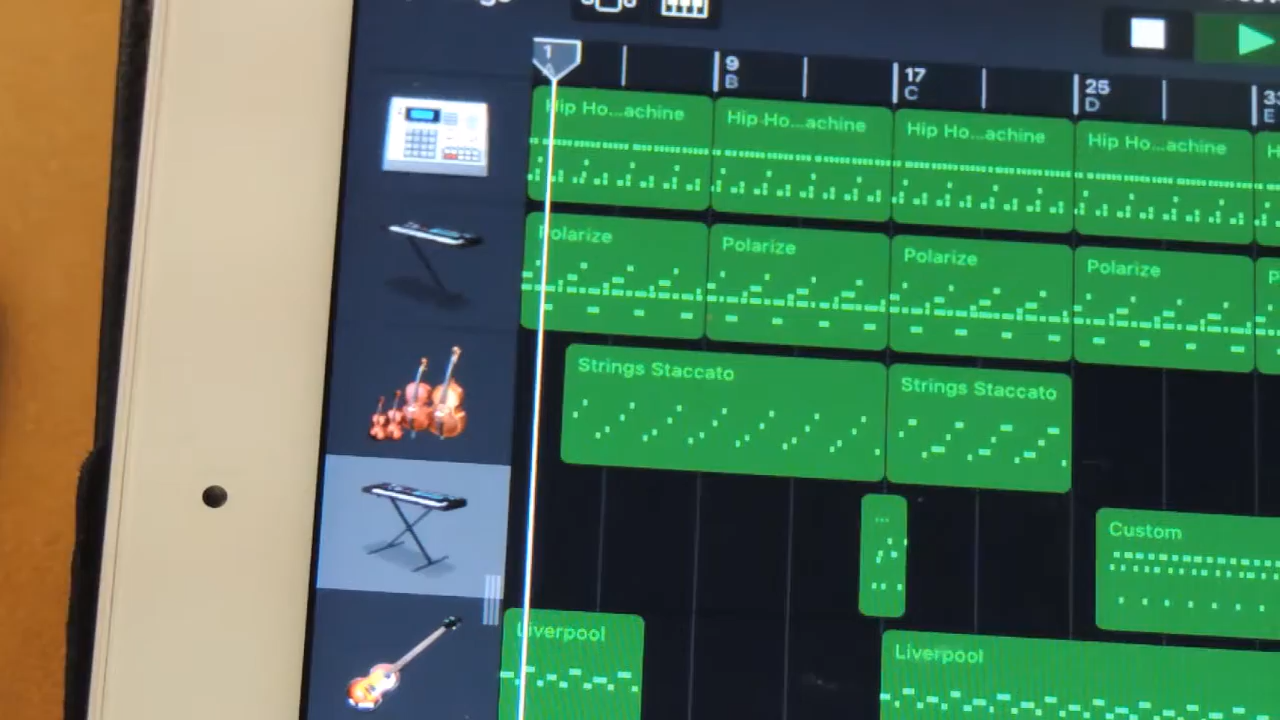 1
9 17 25
A B C D E
Hip Ho...achine Hip Ho...achine Hip Ho...achine Hip Ho...achine H
Polarize Polarize Polarize Polarize P
Strings Staccato Strings Staccato
...
Custom
Liverpool Liverpool